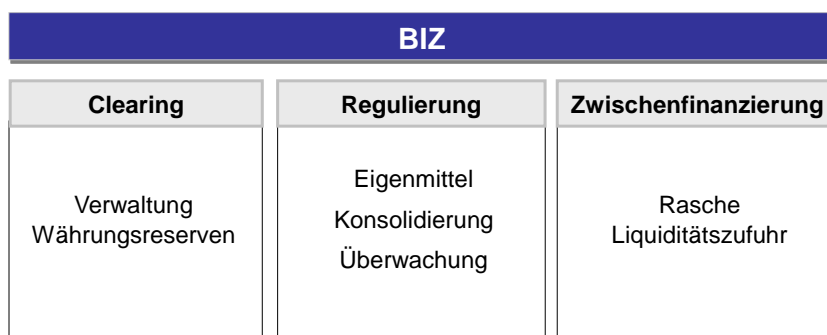 BIZ
Clearing
Verwaltung
Währungsreserven
Regulierung
Eigenmittel
Konsolidierung
Überwachung
Zwischenfinanzierung
Rasche
Liquiditätszufuhr